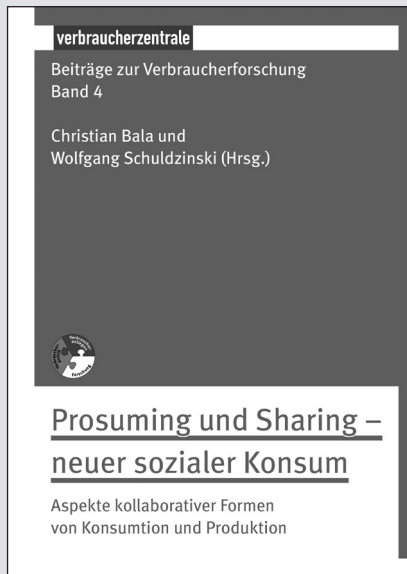 verbraucherzentrale
Beiträge zur Verbraucherforschung
Band 4
Christian Bala und
Wolfgang Schuldzinski (Hrsg.)
Prosuming und Sharing –
neuer sozialer Konsum
Aspekte kollaborativer Formen
von Konsumtion und Produktion